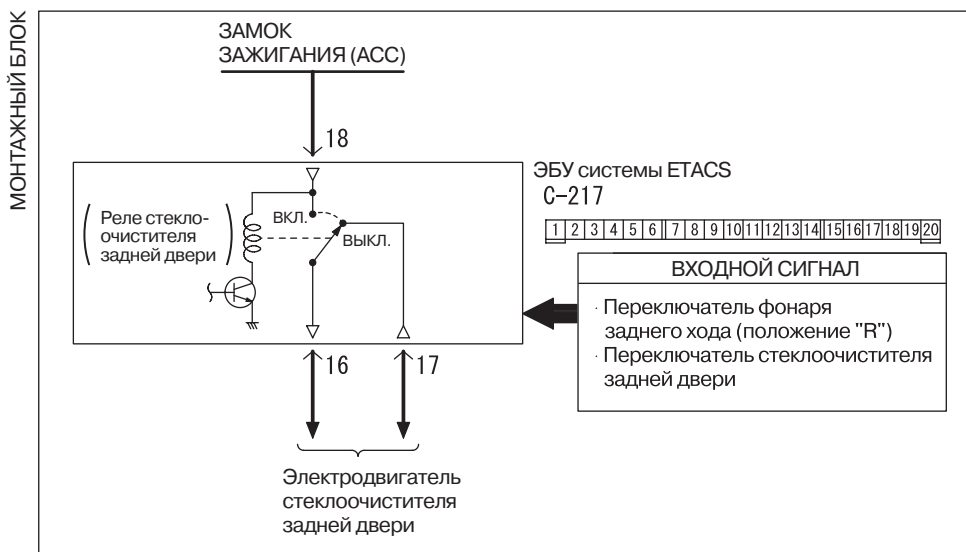 МОНТАЖНЫЙ БЛОК
ЗАМОК
ЗАЖИГАНИЯ (ACC)
18
ЭБУ системы ETACS
C-217
1 2 3 4 5 6 7 8 9 10 11 12 13 14 15 16 17 18 19 20
Реле стекло-
очистителя
задней двери
ВКЛ.
ВЫКЛ.
ВХОДНОЙ СИГНАЛ
· Переключатель фонаря
заднего хода (положение "R")
· Переключатель стеклоочистителя
задней двери
16
17
Электродвигатель
стеклоочистителя
задней двери